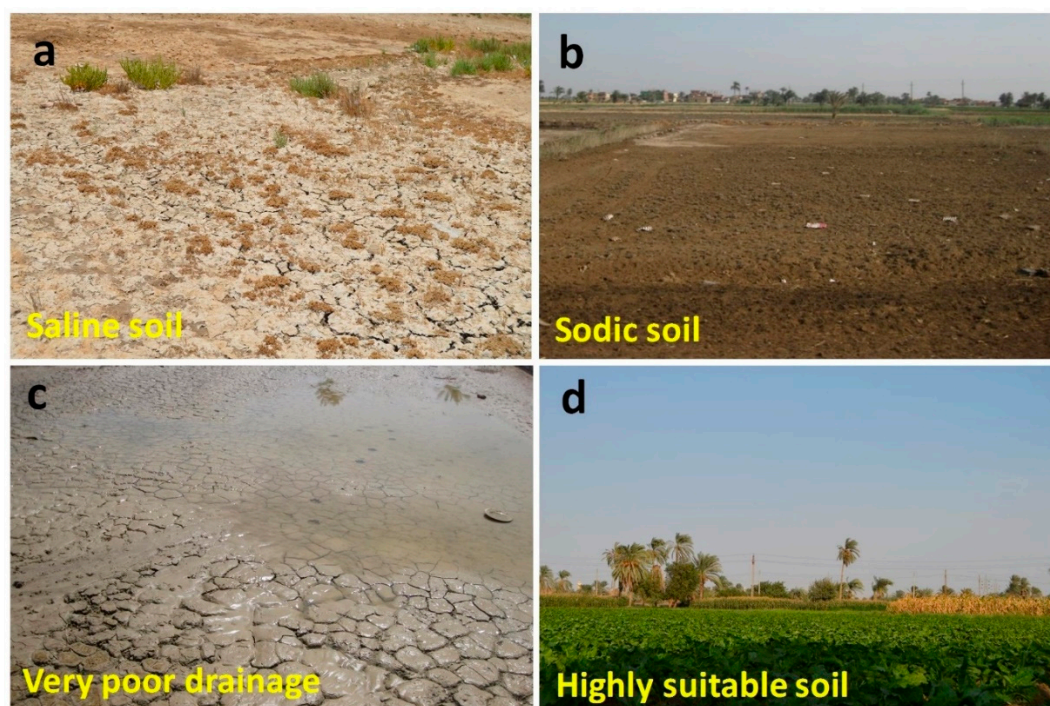 a
Saline soil
b
Sodic soil
c
Very poor drainage
d
Highly suitable soil